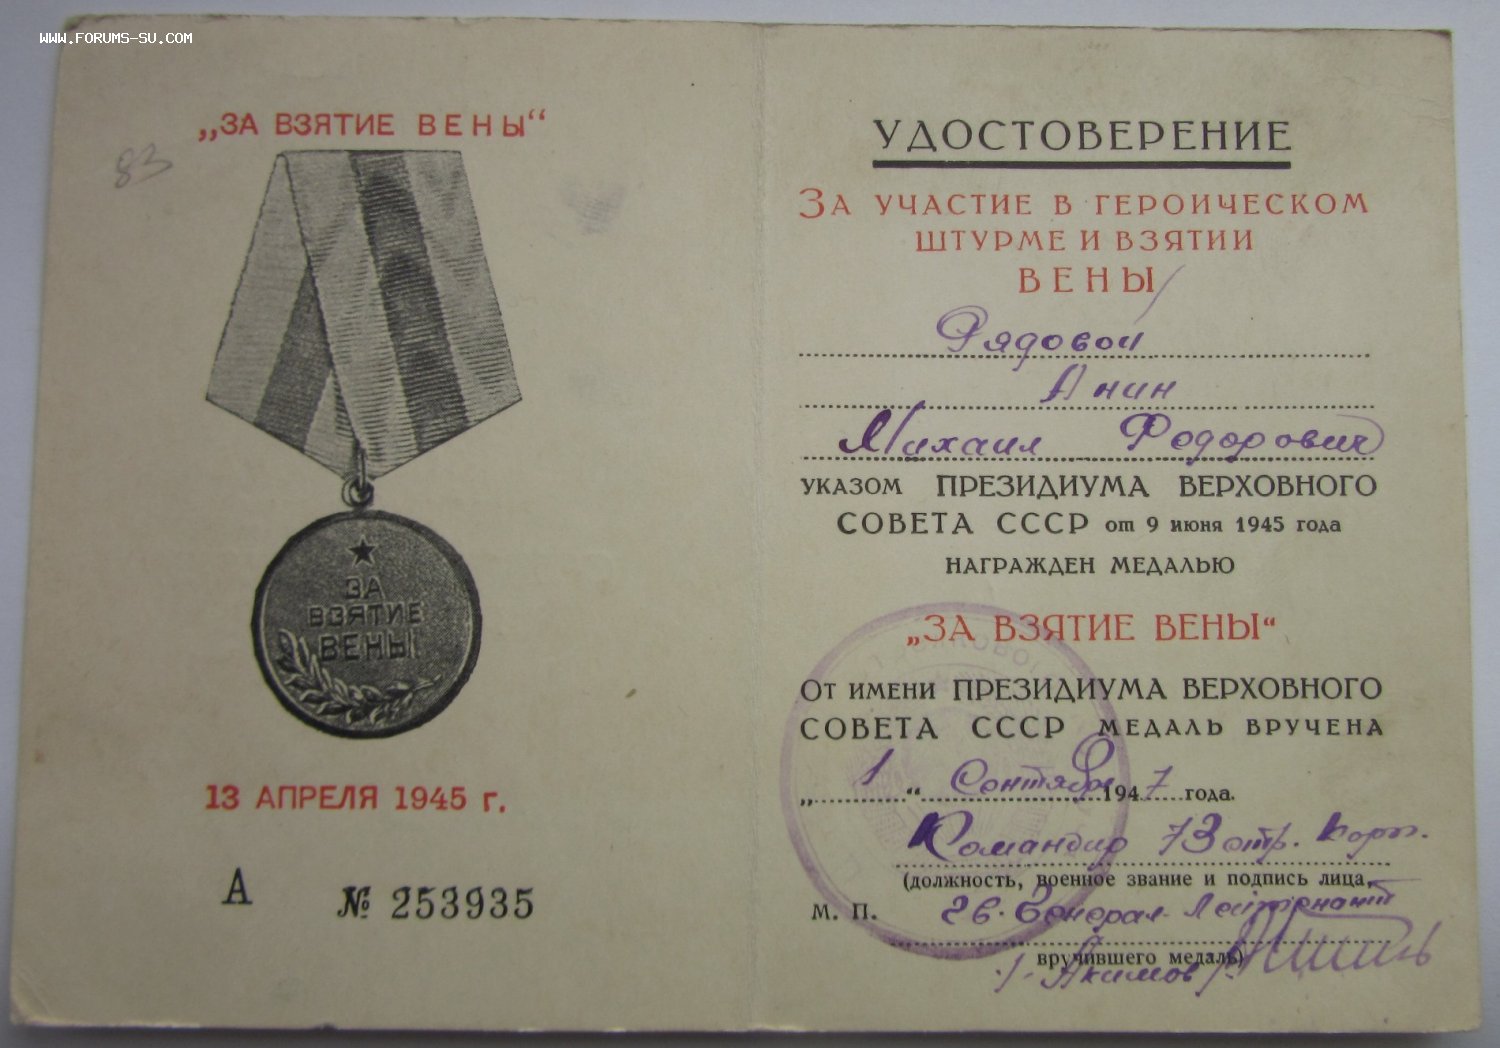 WWW.FORUMS-SU.COM
„ЗА ВЗЯТИЕ ВЕНЫ“
83
ЗА
ВЗЯТИЕ
ВЕНЫ
13 АПРЕЛЯ 1945 г.
А № 253935
УДОСТОВЕРЕНИЕ
ЗА УЧАСТИЕ В ГЕРОИЧЕСКОМ
ШТУРМЕ И ВЗЯТИИ
ВЕНЫ
Рядовой
Анин
Михаил Федорович
УКАЗОМ ПРЕЗИДИУМА ВЕРХОВНОГО
СОВЕТА СССР от 9 июня 1945 года
НАГРАЖДЕН МЕДАЛЬЮ
„ЗА ВЗЯТИЕ ВЕНЫ“
ОТ ИМЕНИ ПРЕЗИДИУМА ВЕРХОВНОГО
СОВЕТА СССР МЕДАЛЬ ВРУЧЕНА
„1“ Сентября 1947 года.
Командир 73 стр. корп.
(должность, военное звание и подпись лица,
М. П. гв. Генерал-Лейтенант
вручившего медаль)
/-Акимов/